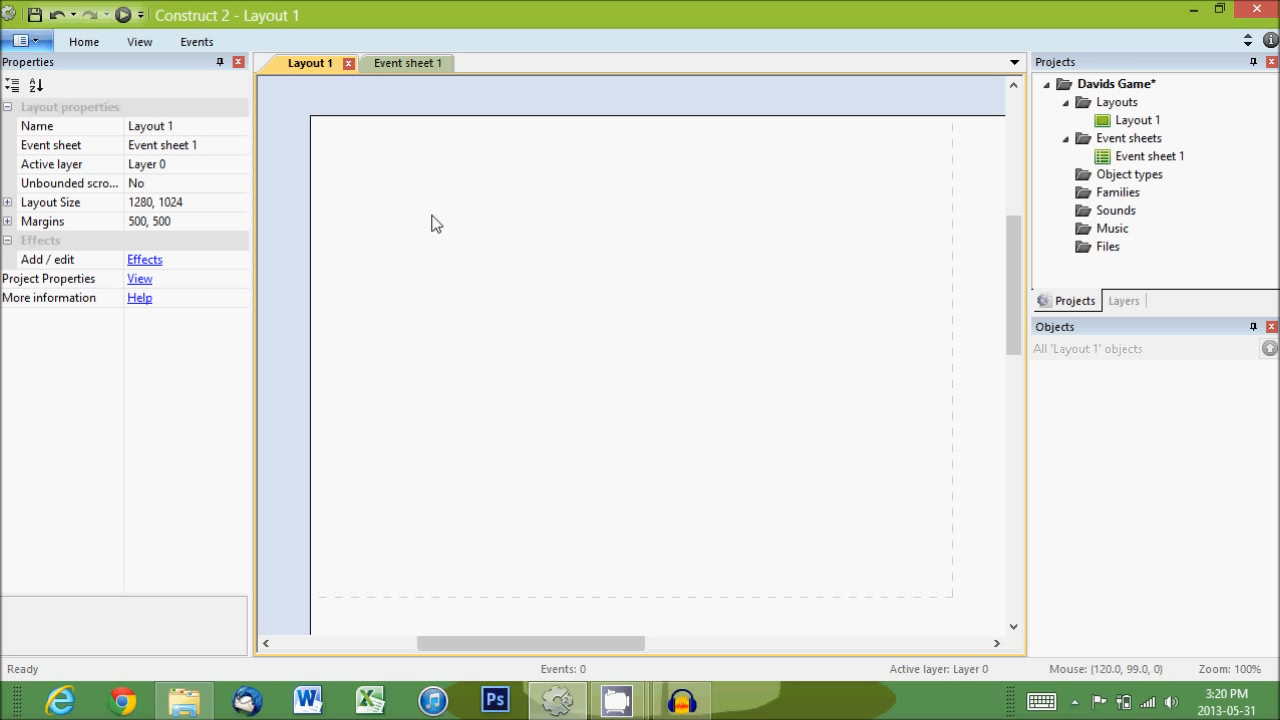 Construct 2 - Layout 1
Home View Events
Properties
Layout properties
Name Layout 1
Event sheet Event sheet 1
Active layer Layer 0
Unbounded scro... No
Layout Size 1280, 1024
Margins 500, 500
Effects
Add / edit Effects
Project Properties View
More information Help
Layout 1 Event sheet 1
Projects
Davids Game*
Layouts
Layout 1
Event sheets
Event sheet 1
Object types
Families
Sounds
Music
Files
Projects Layers
Objects
All 'Layout 1' objects
Ready Events: 0 Active layer: Layer 0 Mouse: (120.0, 99.0, 0) Zoom: 100%
Ps
3:20 PM
2013-05-31